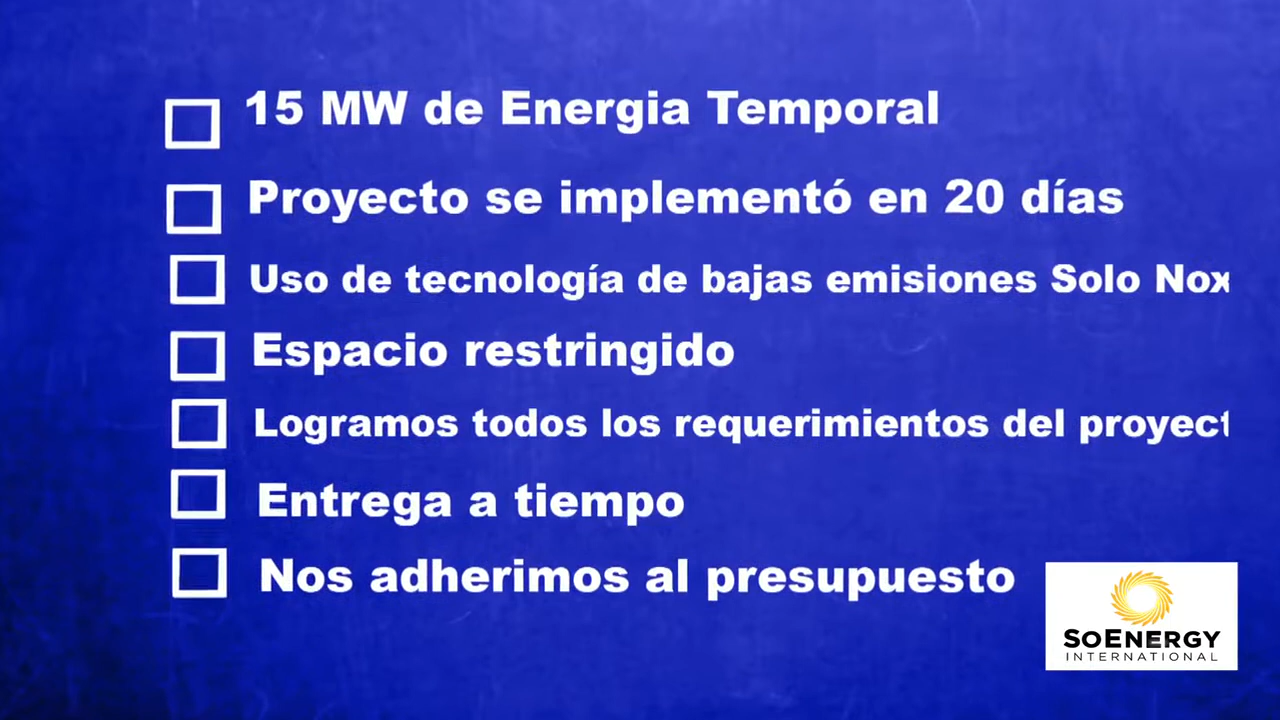 15 MW de Energia Temporal
Proyecto se implementó en 20 días
Uso de tecnología de bajas emisiones Solo Nox
Espacio restringido
Logramos todos los requerimientos del proyect
Entrega a tiempo
Nos adherimos al presupuesto
SOENERGY
INTERNATIONAL